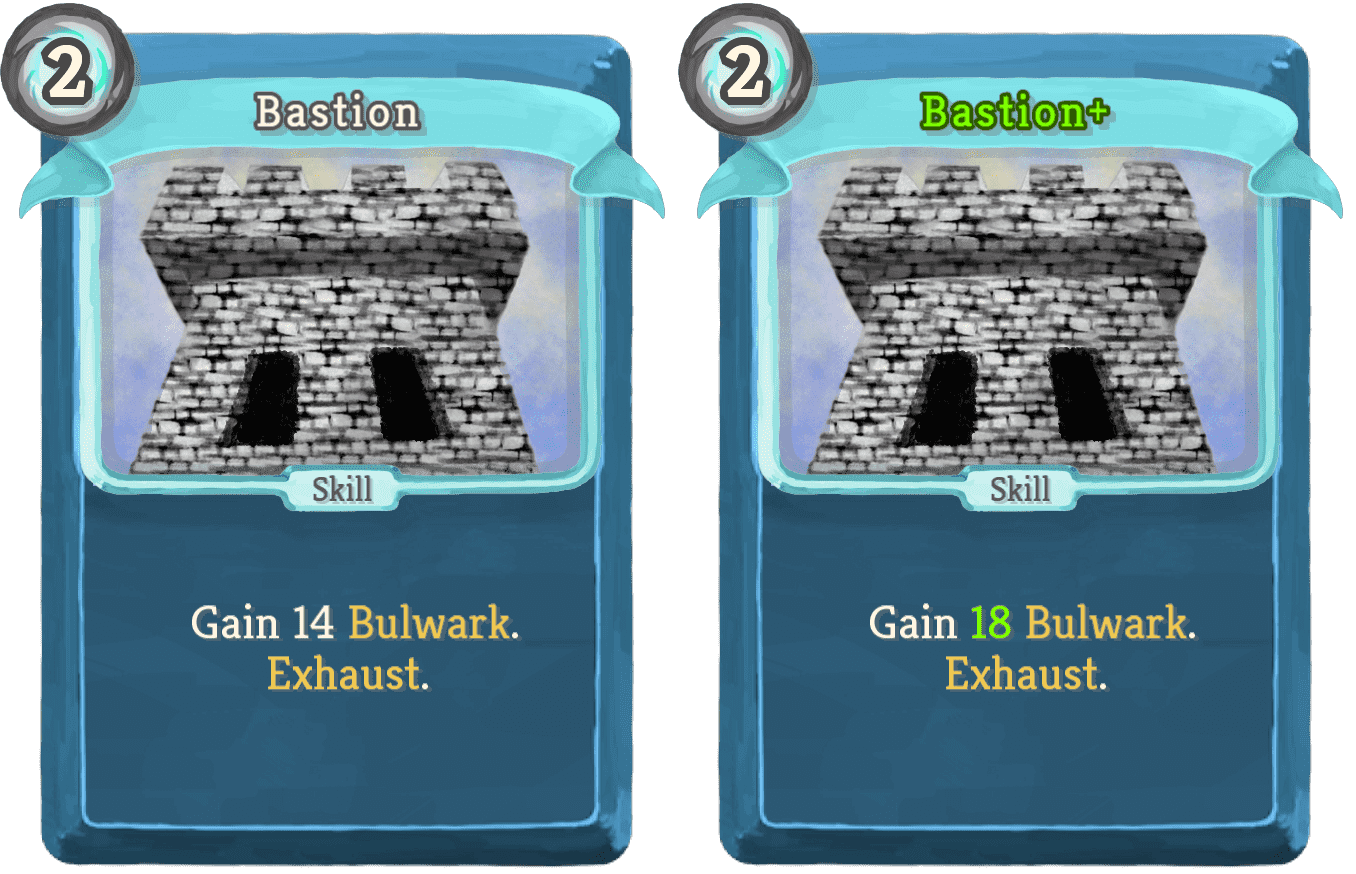 2
Bastion
Skill
Gain 14 Bulwark.
Exhaust.
2
Bastion+
Skill
Gain 18 Bulwark.
Exhaust.